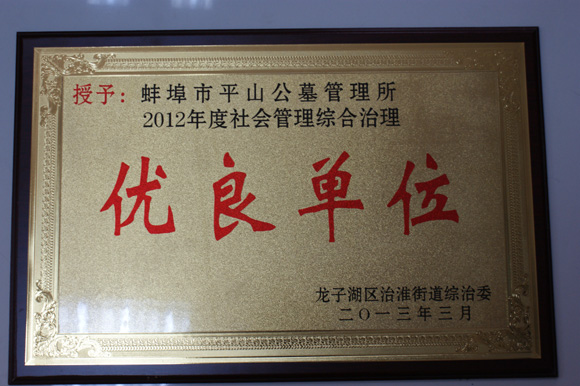 授予：蚌埠市平山公墓管理所
2012年度社会管理综合治理
优良单位
龙子湖区治淮街道综治委
二〇一三年三月